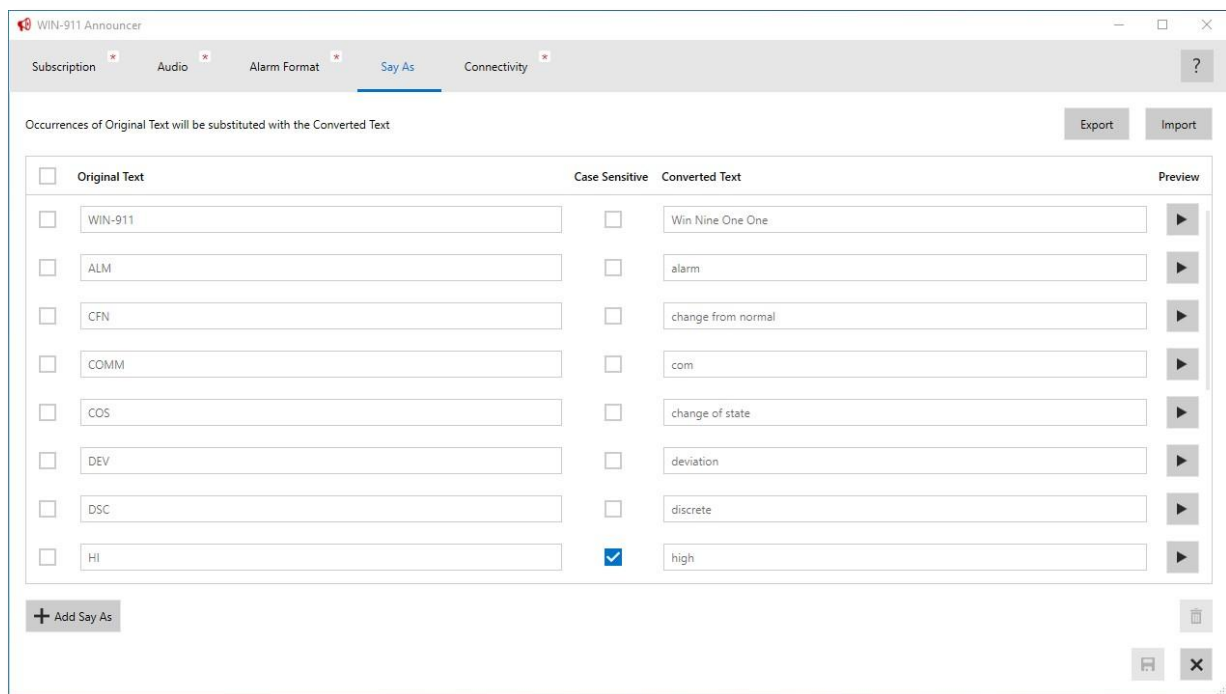 WIN-911 Announcer
Subscription * Audio * Alarm Format * Say As Connectivity * ?
Occurrences of Original Text will be substituted with the Converted Text Export Import
Original Text Case Sensitive Converted Text Preview
WIN-911 Win Nine One One
ALM alarm
CFN change from normal
COMM com
COS change of state
DEV deviation
DSC discrete
HI high
+ Add Say As